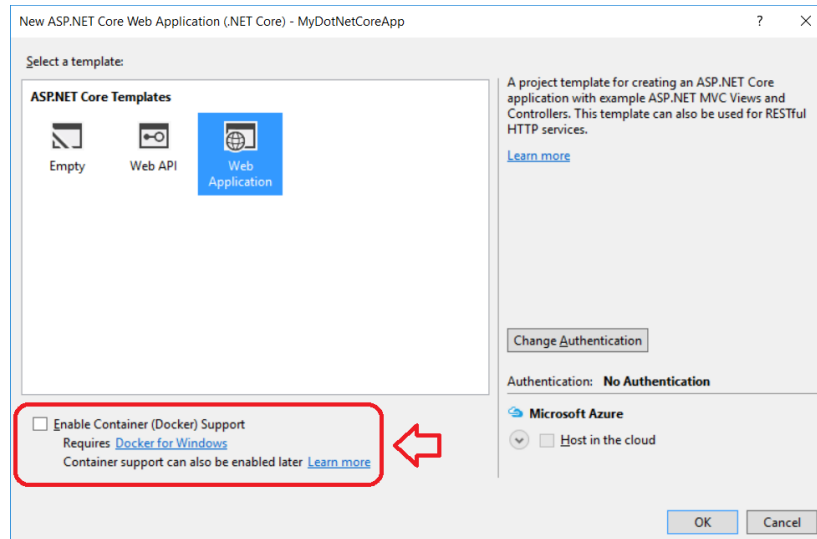 New ASP.NET Core Web Application (.NET Core) - MyDotNetCoreApp
Select a template:
ASP.NET Core Templates
Empty
Web API
Web
Application
A project template for creating an ASP.NET Core
application with example ASP.NET MVC Views and
Controllers. This template can also be used for RESTful
HTTP services.
Learn more
Change Authentication
Authentication: No Authentication
Microsoft Azure
Host in the cloud
Enable Container (Docker) Support
Requires Docker for Windows
Container support can also be enabled later Learn more
OK
Cancel